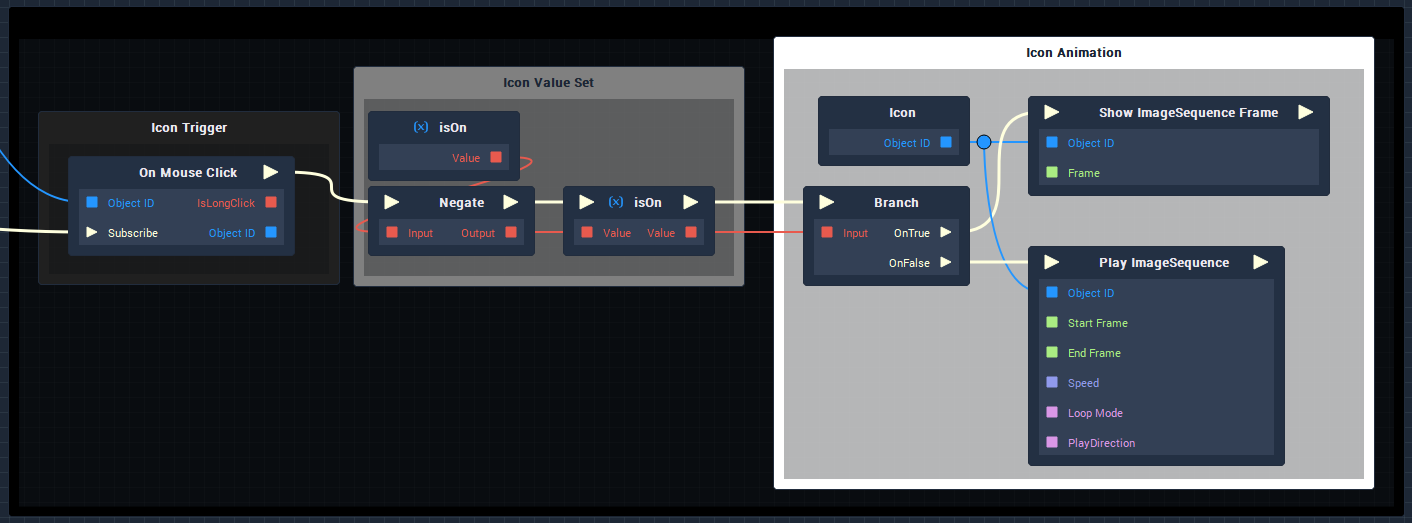 Icon Trigger
On Mouse Click
Object ID IsLongClick
Subscribe Object ID
Icon Value Set
(x) isOn
Value
Negate
Input Output
(x) isOn
Value Value
Icon Animation
Icon
Object ID
Branch
Input OnTrue
OnFalse
Show ImageSequence Frame
Object ID
Frame
Play ImageSequence
Object ID
Start Frame
End Frame
Speed
Loop Mode
PlayDirection